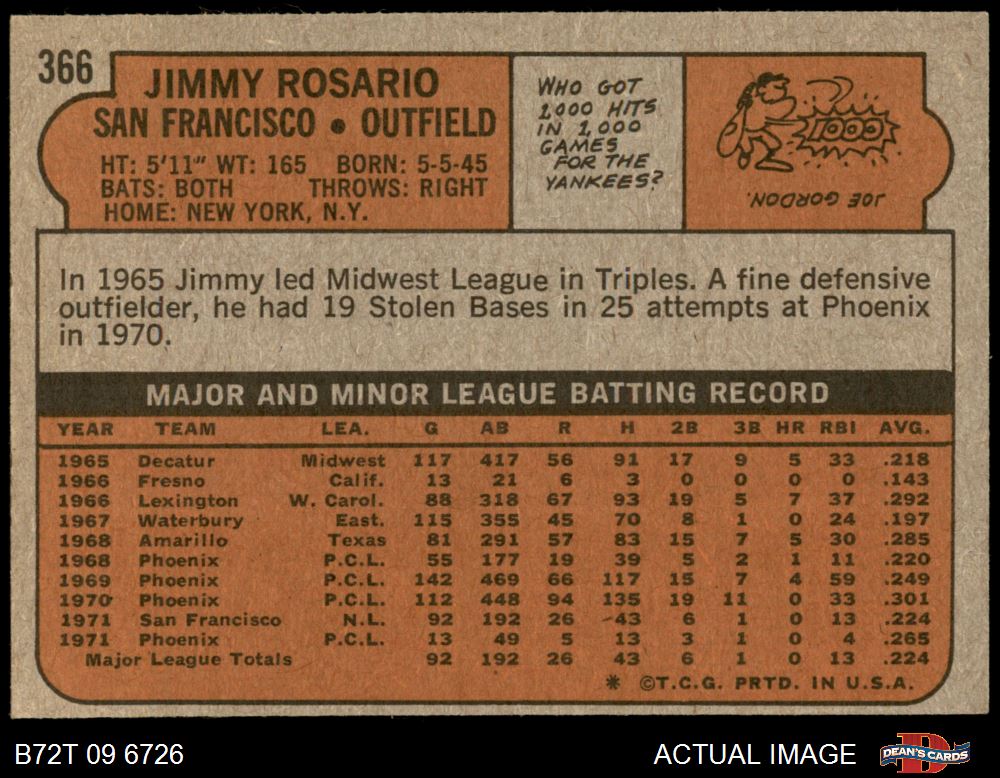 366
JIMMY ROSARIO
SAN FRANCISCO • OUTFIELD
HT: 5'11" WT: 165 BORN: 5-5-45
BATS: BOTH THROWS: RIGHT
HOME: NEW YORK, N.Y.
WHO GOT
1,000 HITS
IN 1,000
GAMES
FOR THE
YANKEES?
1000
JOE GORDON.
In 1965 Jimmy led Midwest League in Triples. A fine defensive
outfielder, he had 19 Stolen Bases in 25 attempts at Phoenix
in 1970.
MAJOR AND MINOR LEAGUE BATTING RECORD
YEAR TEAM LEA. G AB R H 2B 3B HR RBI AVG.
1965 Decatur Midwest 117 417 56 91 17 9 5 33 .218
1966 Fresno Calif. 13 21 6 3 0 0 0 0 .143
1966 Lexington W. Carol. 88 318 67 93 19 5 7 37 .292
1967 Waterbury East. 115 355 45 70 8 1 0 24 .197
1968 Amarillo Texas 81 291 57 83 15 7 5 30 .285
1968 Phoenix P.C.L. 55 177 19 39 5 2 1 11 .220
1969 Phoenix P.C.L. 142 469 66 117 15 7 4 59 .249
1970 Phoenix P.C.L. 112 448 94 135 19 11 0 33 .301
1971 San Francisco N.L. 92 192 26 43 6 1 0 13 .224
1971 Phoenix P.C.L. 13 49 5 13 3 1 0 4 .265
Major League Totals 92 192 26 43 6 1 0 13 .224
* ©T.C.G. PRTD. IN U.S.A.
B72T 09 6726 ACTUAL IMAGE
D
DEAN'S CARDS